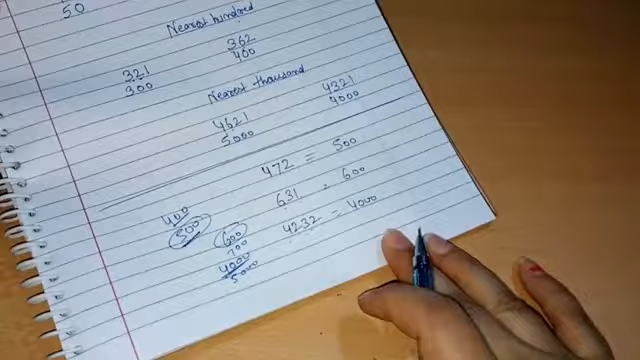 50
Nearest hundred
321 362
300 400
Nearest thousand
4621 4321
5000 4000
472 = 500
631 = 600
4232 = 4000
400
500
600
700
4000
5000